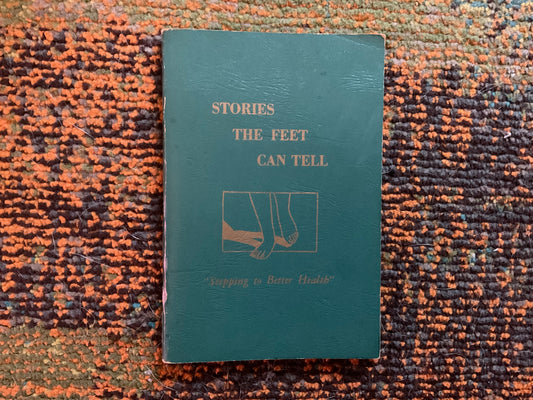 STORIES
THE FEET
CAN TELL
"Stepping to Better Health"